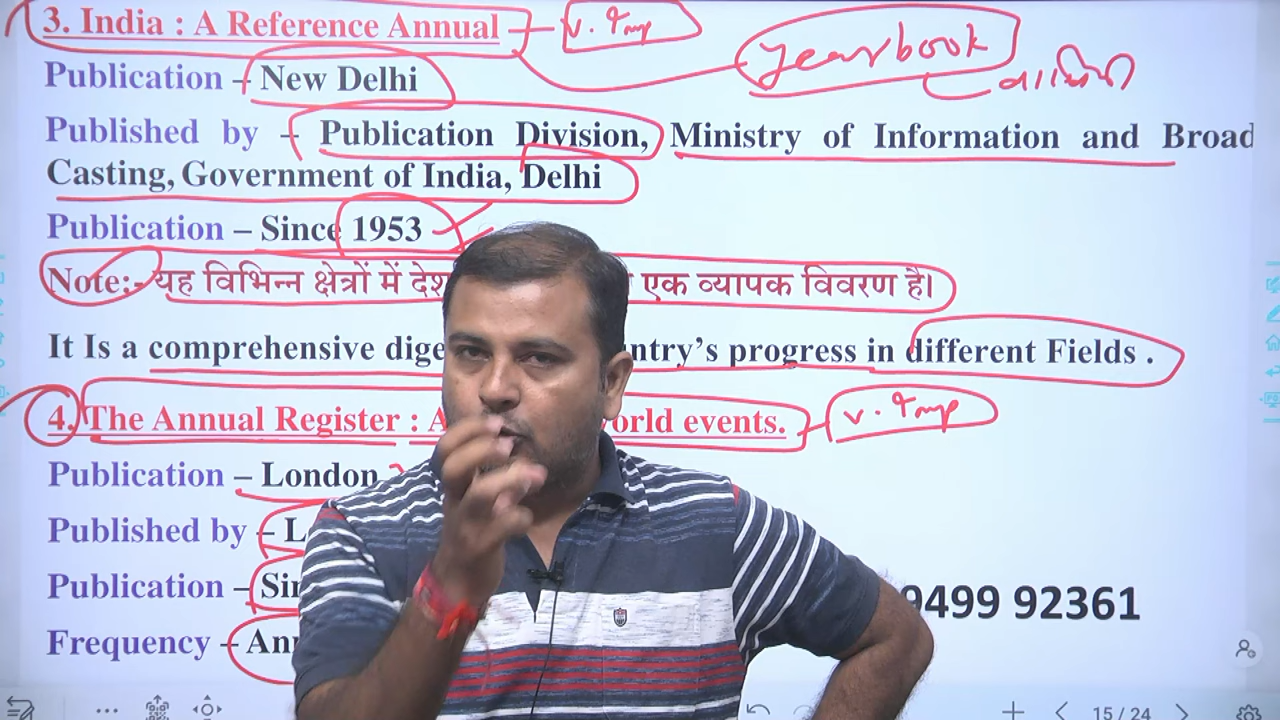 3. India : A Reference Annual
v. Imp
yearbook
Publication – New Delhi
वार्षिकी
Published by – Publication Division, Ministry of Information and Broad
Casting, Government of India, Delhi
Publication – Since 1953
Note:- यह विभिन्न क्षेत्रों में देश एक व्यापक विवरण है।
It Is a comprehensive dige ntry's progress in different Fields .
4. The Annual Register : A orld events.
v. Imp
Publication – London
Published by – L
Publication – Sin
9499 92361
Frequency – Ann
15/24